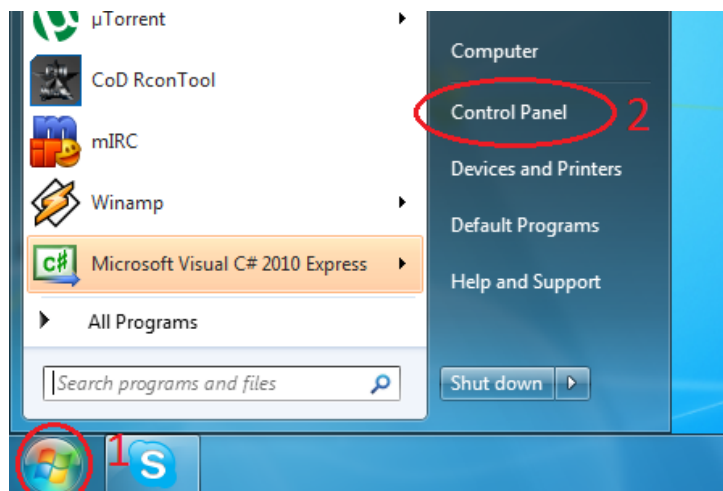 µTorrent
CoD RconTool
mIRC
Winamp
C#
Microsoft Visual C# 2010 Express
All Programs
Search programs and files
Computer
Control Panel
2
Devices and Printers
Default Programs
Help and Support
Shut down
1
S